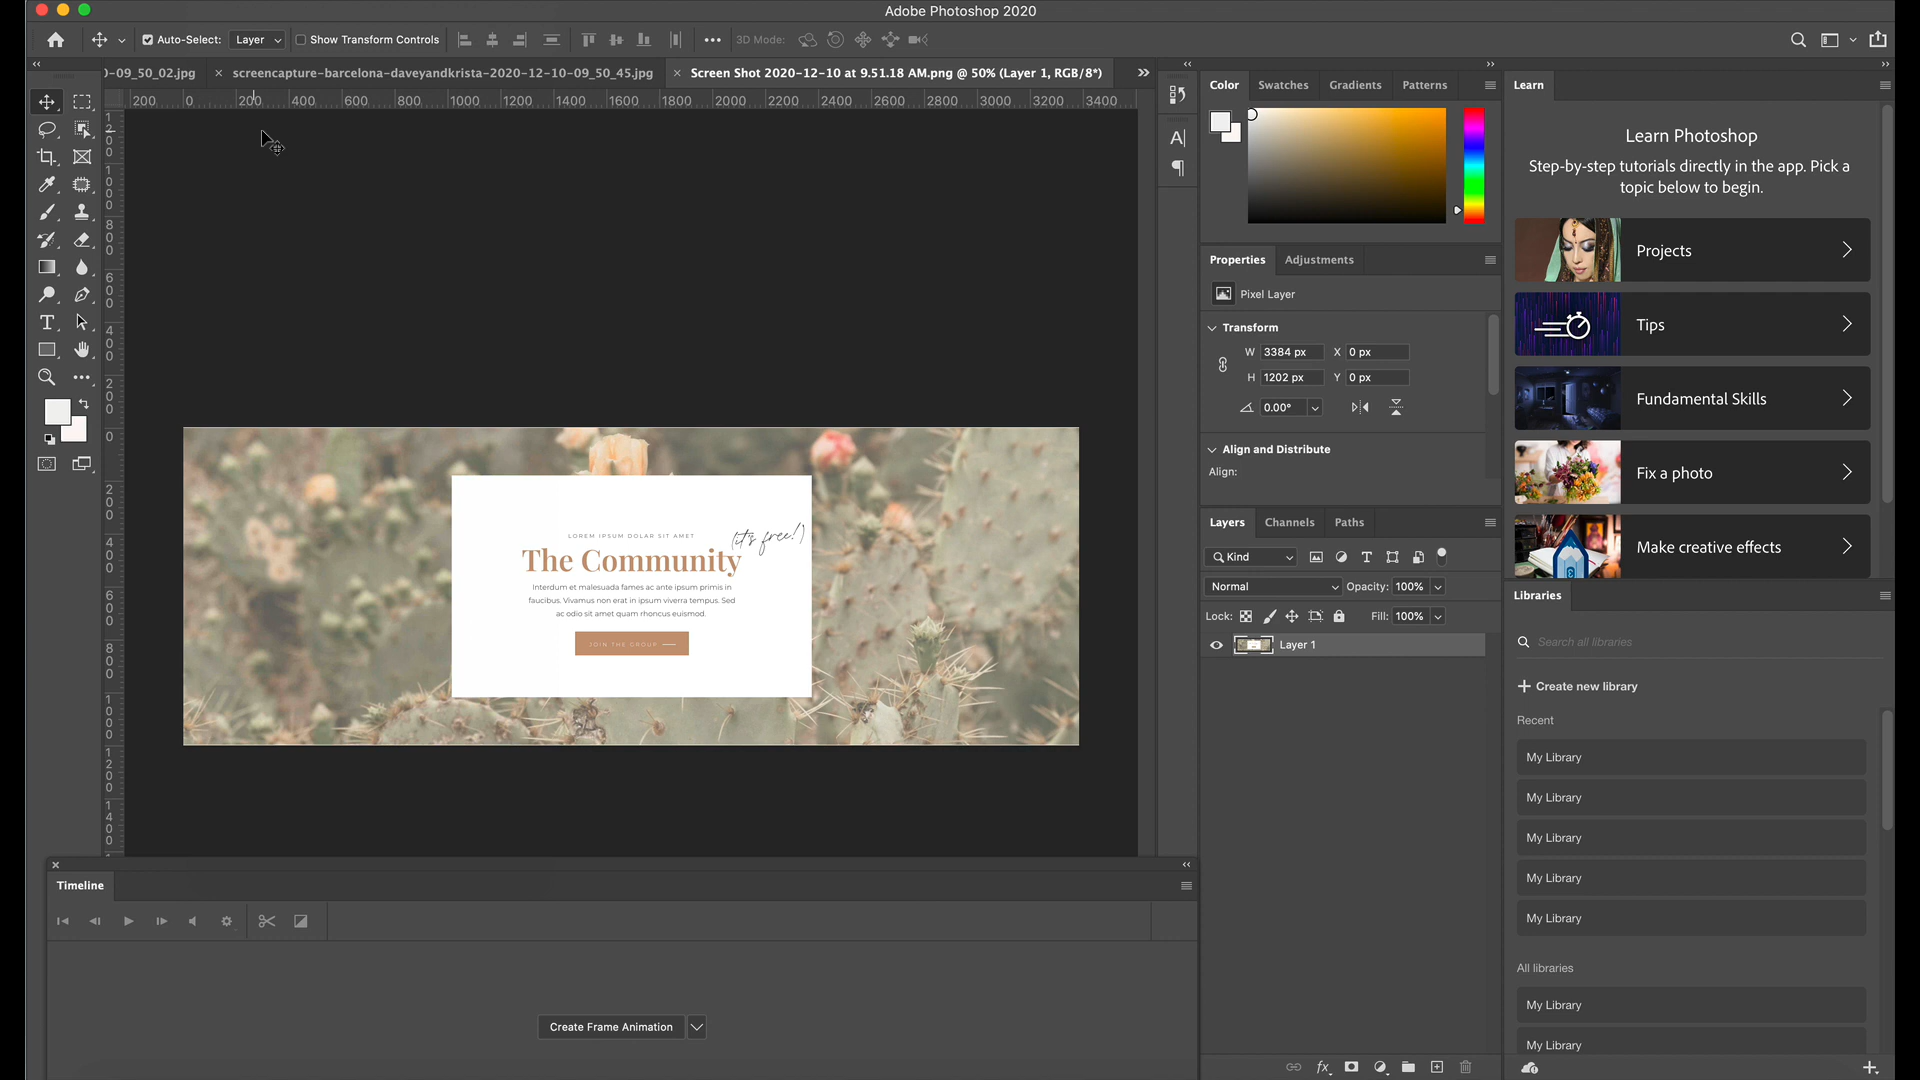 Adobe Photoshop 2020
Auto-Select: Layer Show Transform Controls 3D Mode:
0-09_50_02.jpg × screencapture-barcelona-daveyandkrista-2020-12-10-09_50_45.jpg × Screen Shot 2020-12-10 at 9.51.18 AM.png @ 50% (Layer 1, RGB/8*)
200 0 200 400 600 800 1000 1200 1400 1600 1800 2000 2200 2400 2600 2800 3000 3200 3400
LOREM IPSUM DOLAR SIT AMET
(it's free!)
The Community
Interdum et malesuada fames ac ante ipsum primis in
faucibus. Vivamus non erat in ipsum viverra tempus. Sed
ac odio sit amet quam rhoncus euismod.
JOIN THE GROUP
Timeline
Create Frame Animation
Color Swatches Gradients Patterns
Properties Adjustments
Pixel Layer
Transform
W 3384 px X 0 px
H 1202 px Y 0 px
0.00°
Align and Distribute
Align:
Layers Channels Paths
Kind
Normal Opacity: 100%
Lock: Fill: 100%
Layer 1
fx
Learn
Learn Photoshop
Step-by-step tutorials directly in the app. Pick a
topic below to begin.
Projects
Tips
Fundamental Skills
Fix a photo
Make creative effects
Libraries
Search all libraries
Create new library
Recent
My Library
My Library
My Library
My Library
My Library
All libraries
My Library
My Library